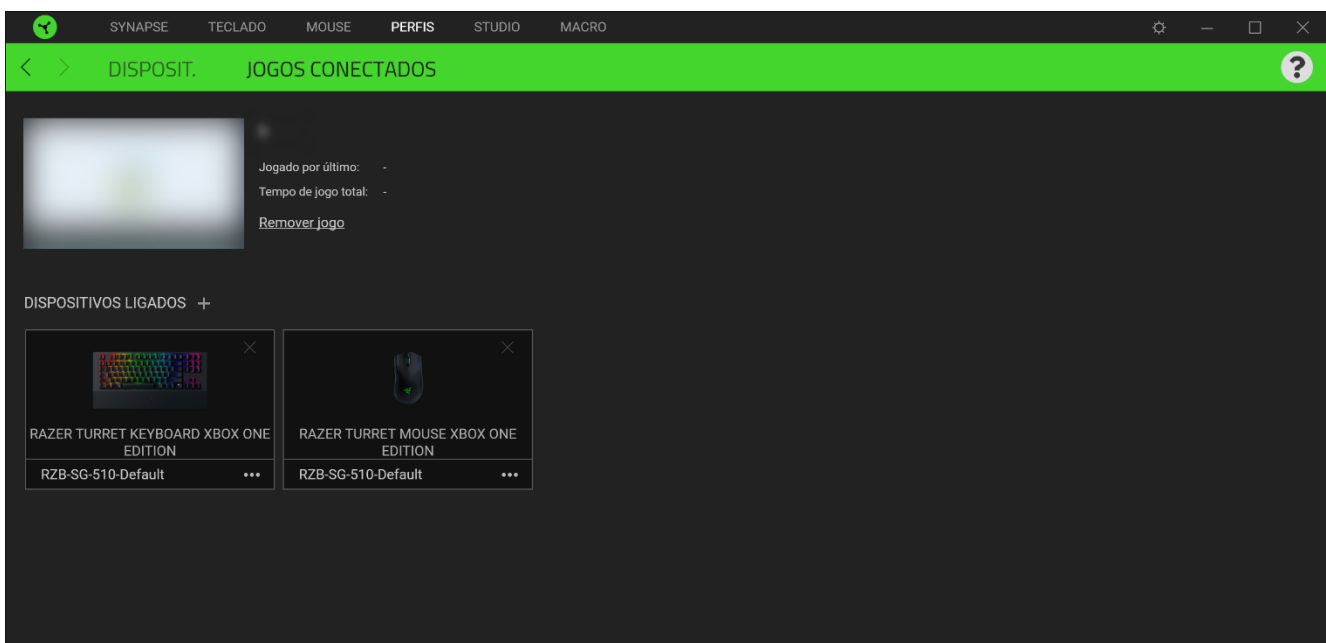 SYNAPSE TECLADO MOUSE PERFIS STUDIO MACRO
DISPOSIT. JOGOS CONECTADOS ?
Jogado por último: -
Tempo de jogo total: -
Remover jogo
DISPOSITIVOS LIGADOS +
RAZER TURRET KEYBOARD XBOX ONE
EDITION
RZB-SG-510-Default •••
RAZER TURRET MOUSE XBOX ONE
EDITION
RZB-SG-510-Default •••